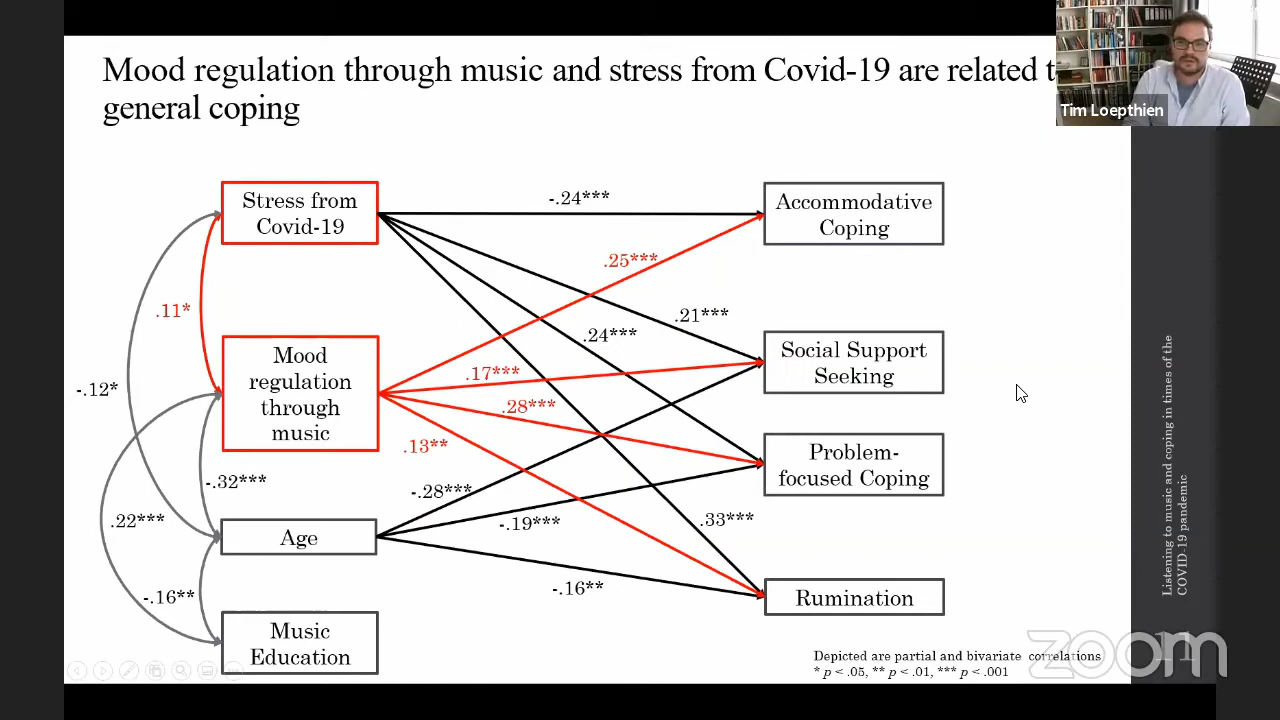 Mood regulation through music and stress from Covid-19 are related t
general coping
Tim Loepthien
Stress from
Covid-19
-.24***
Accommodative
Coping
.25***
.11*
.21***
.24***
Mood
regulation
through
music
Social Support
Seeking
.17***
-.12*
.28***
.13**
Problem-
focused Coping
-.32***
-.28***
.22***
-.19***
.33***
Age
-.16**
-.16**
Rumination
Music
Education
Depicted are partial and bivariate correlations
* p < .05, ** p < .01, *** p < .001
Listening to music and coping in times of the
COVID-19 pandemic
11
zoom